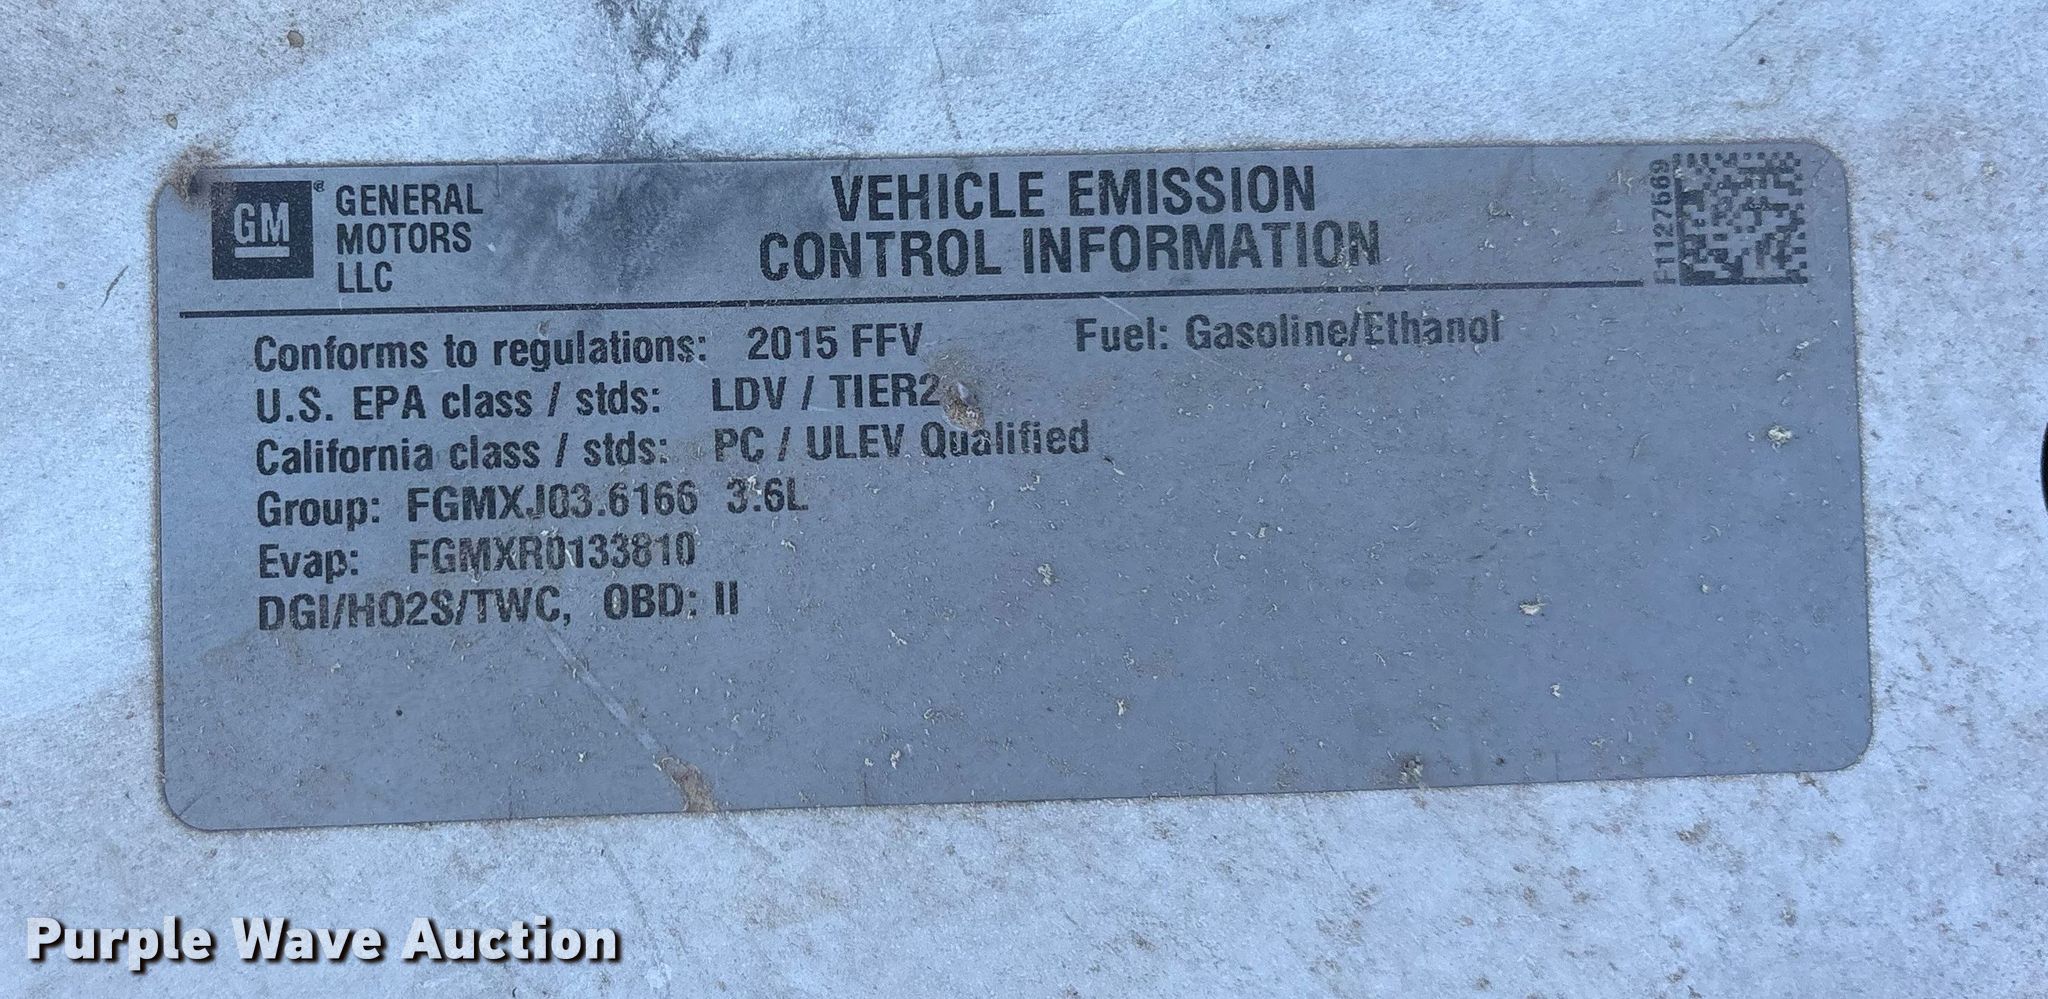 GM
® GENERAL
MOTORS
LLC
VEHICLE EMISSION
CONTROL INFORMATION
F1127669
Conforms to regulations: 2015 FFV Fuel: Gasoline/Ethanol
U.S. EPA class / stds: LDV / TIER2
California class / stds: PC / ULEV Qualified
Group: FGMXJ03.6166 3.6L
Evap: FGMXR0133810
DGI/HO2S/TWC, OBD: II
Purple Wave Auction